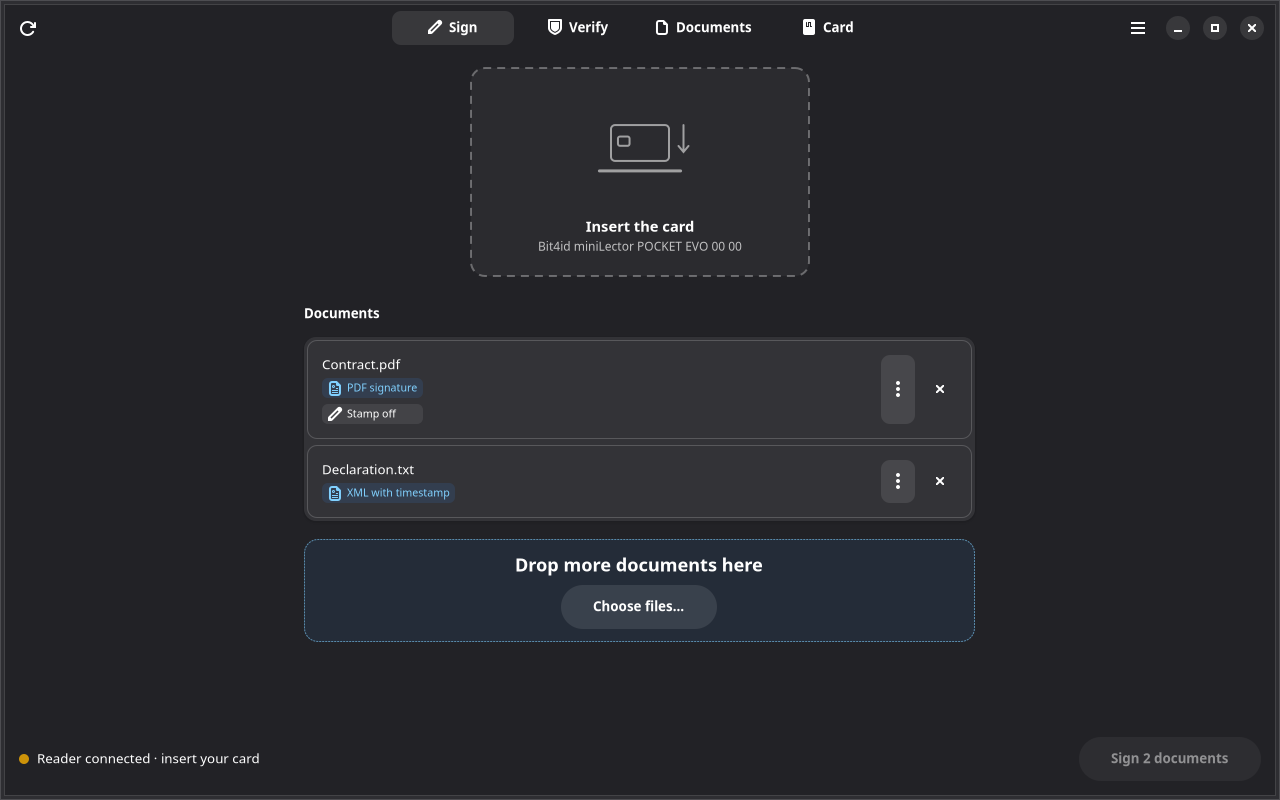 Sign
Verify
Documents
Card
Insert the card
Bit4id miniLector POCKET EVO 00 00
Documents
Contract.pdf
PDF signature
Stamp off
Declaration.txt
XML with timestamp
Drop more documents here
Choose files...
Reader connected · insert your card
Sign 2 documents